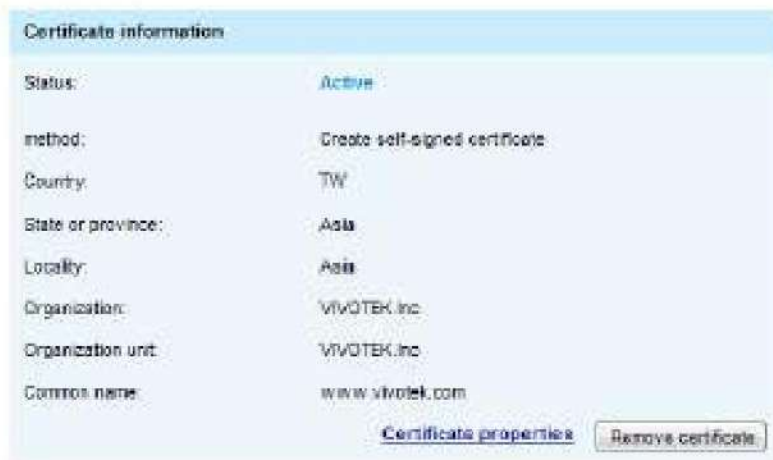 Certificate information
Status: Active
method: Create self-signed certificate
Country: TW
State or province: Asia
Locality: Asia
Organization: VIVOTEK.Inc
Organization unit: VIVOTEK.Inc
Common name: www.vivotek.com
Certificate properties Remove certificate